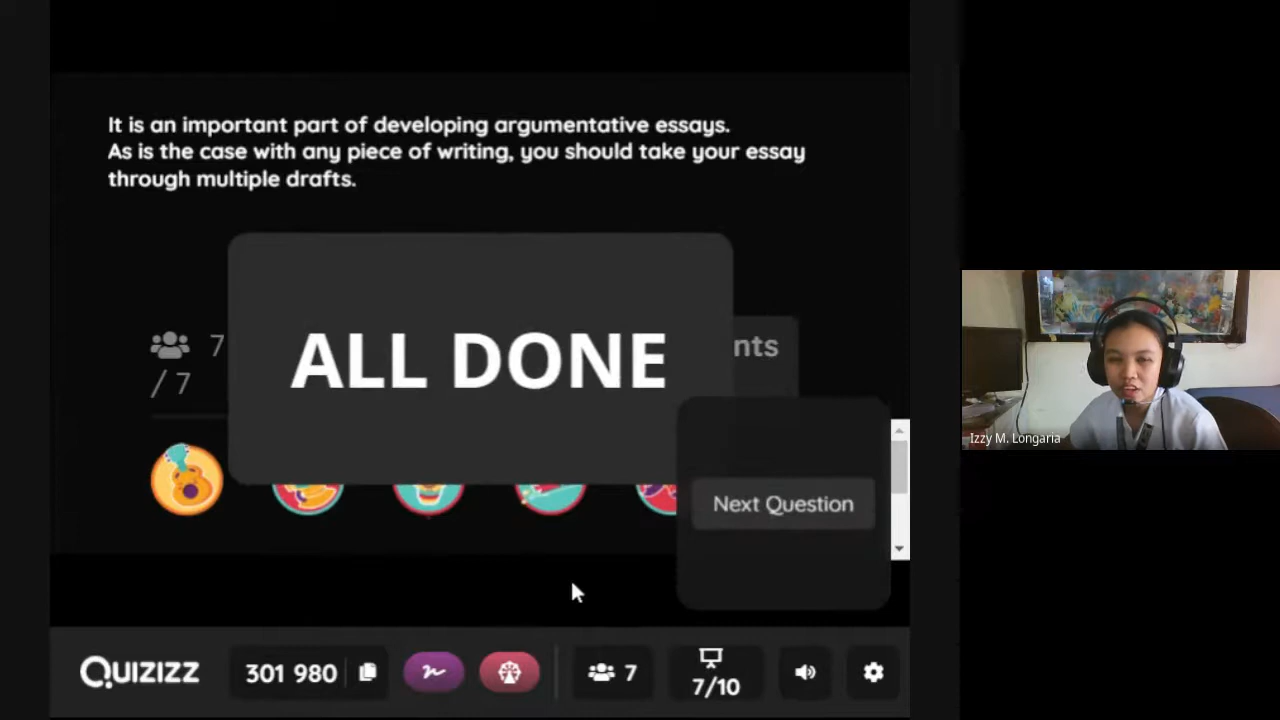 It is an important part of developing argumentative essays.
As is the case with any piece of writing, you should take your essay
through multiple drafts.
7
/ 7
ALL DONE
nts
Next Question
Izzy M. Longaria
QUIZIZZ
301 980
7
7/10